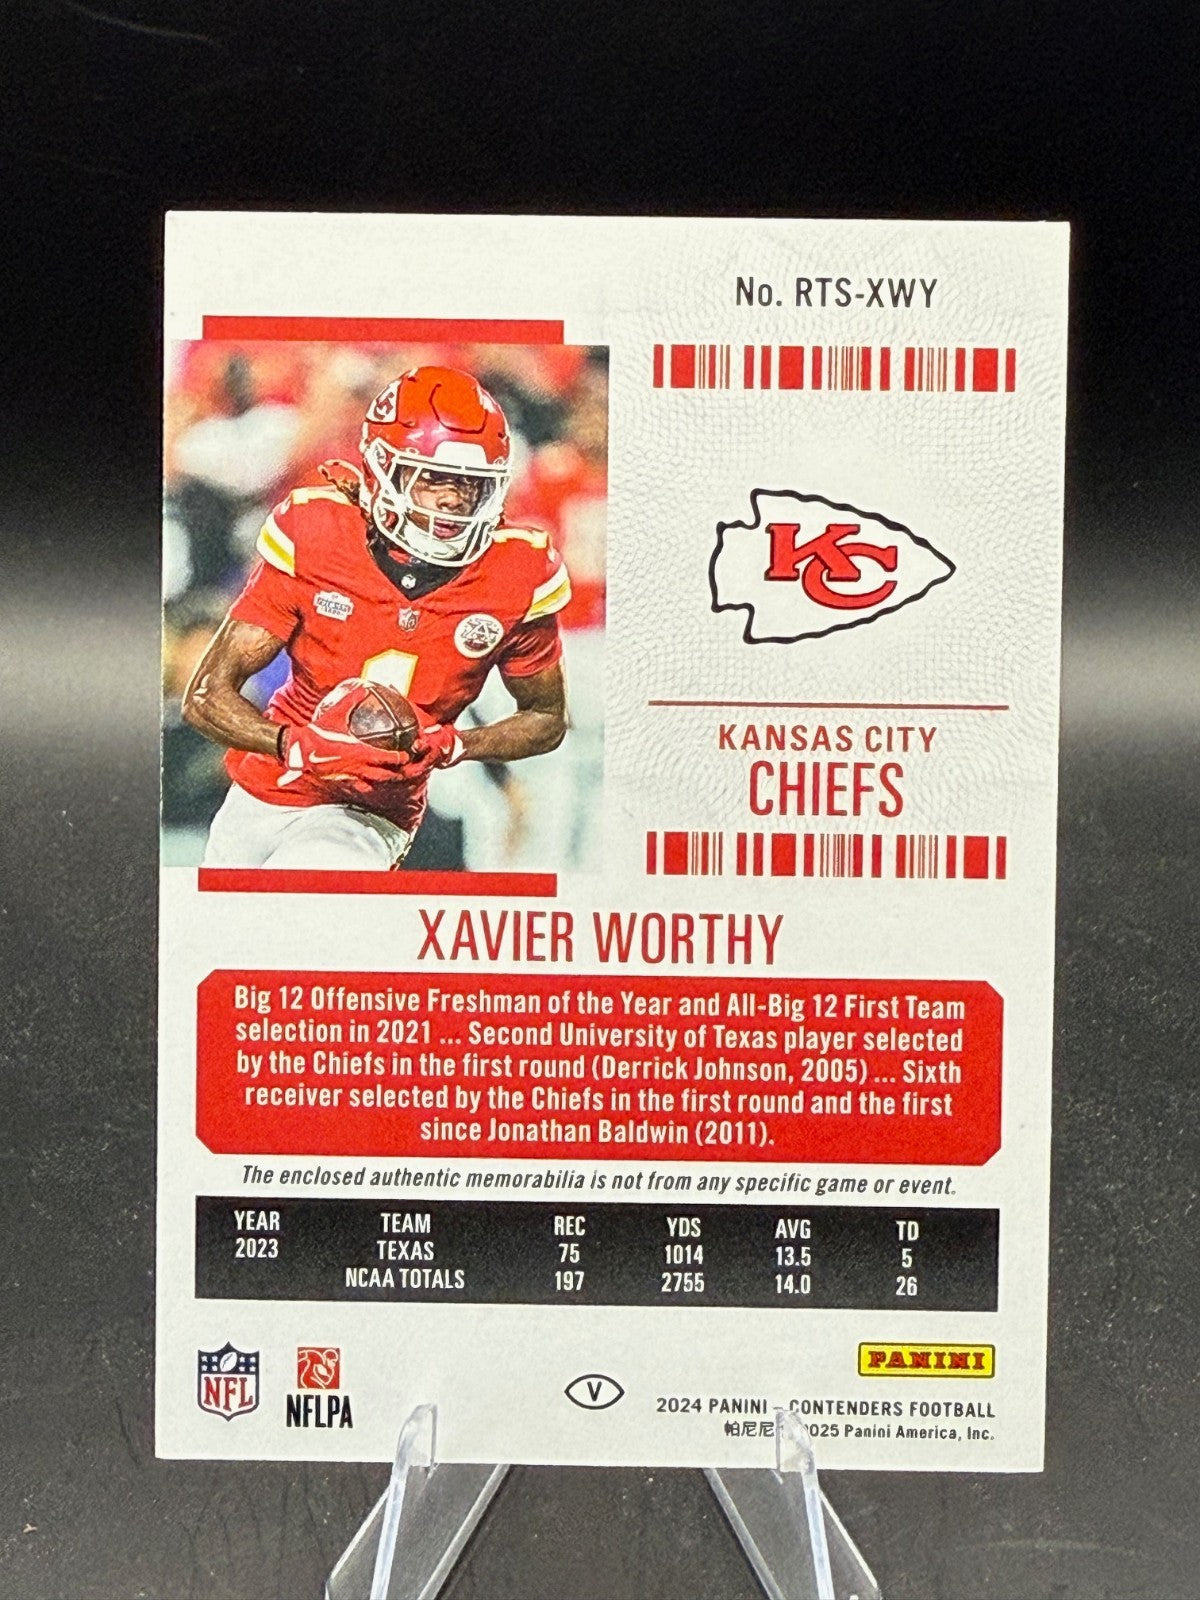 No. RTS-XWY
KC
KANSAS CITY
CHIEFS
XAVIER WORTHY
Big 12 Offensive Freshman of the Year and All-Big 12 First Team
selection in 2021 ... Second University of Texas player selected
by the Chiefs in the first round (Derrick Johnson, 2005) ... Sixth
receiver selected by the Chiefs in the first round and the first
since Jonathan Baldwin (2011).
The enclosed authentic memorabilia is not from any specific game or event.
YEAR TEAM REC YDS AVG TD
2023 TEXAS 75 1014 13.5 5
NCAA TOTALS 197 2755 14.0 26
NFL
NFLPA
V
PANINI
2024 PANINI – CONTENDERS FOOTBALL
帕尼尼 2025 Panini America, Inc.